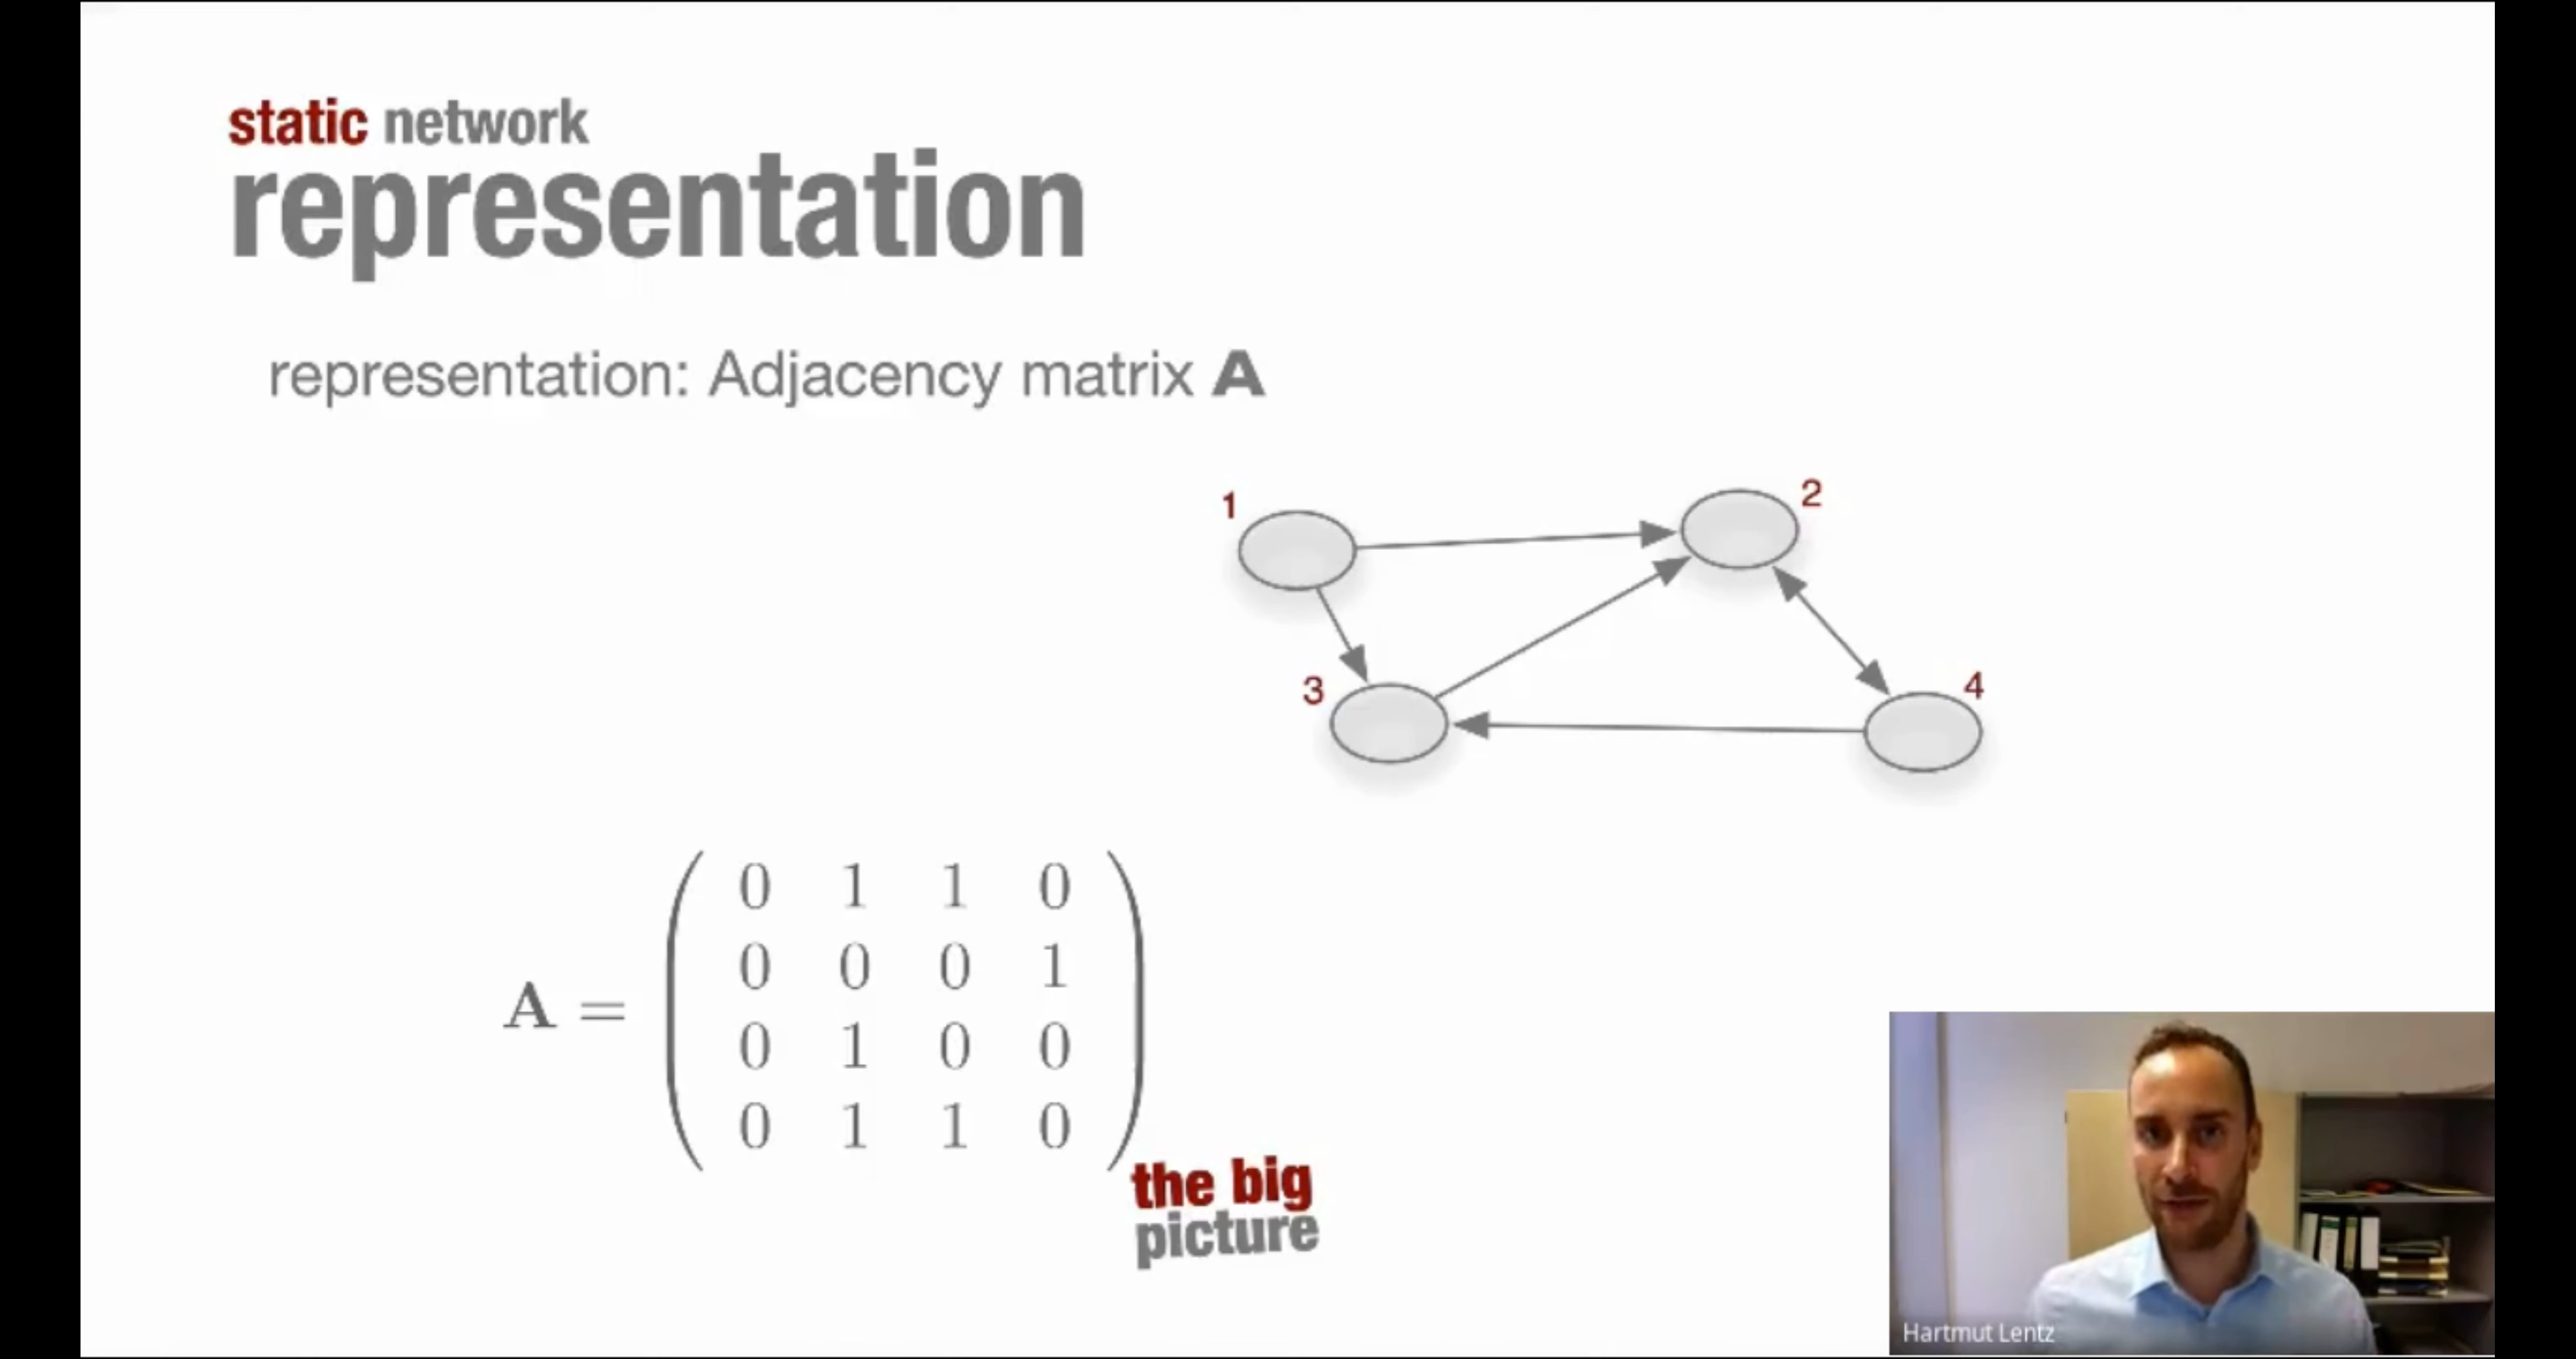 static network
representation
representation: Adjacency matrix A
1
2
3
4
A =
0 1 1 0
0 0 0 1
0 1 0 0
0 1 1 0
the big
picture
Hartmut Lentz